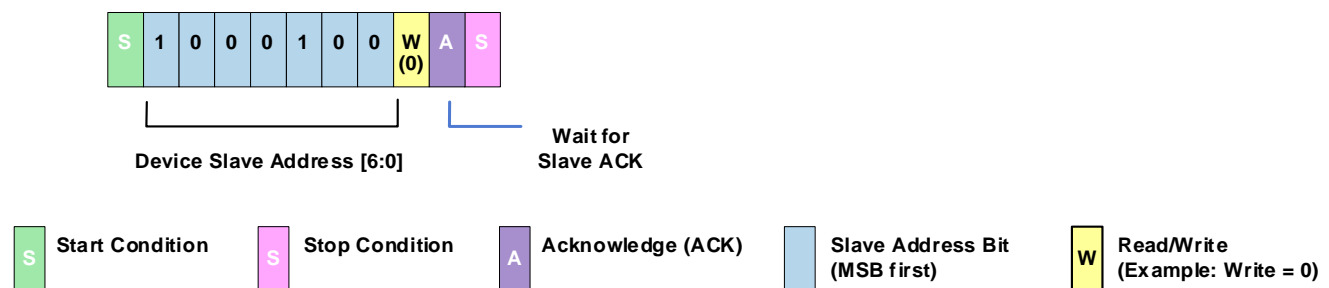 S 1 0 0 0 1 0 0 W (0) A S
Wait for
Slave ACK
Device Slave Address [6:0]
S Start Condition S Stop Condition A Acknowledge (ACK) Slave Address Bit W Read/Write
(MSB first) (Example: Write = 0)